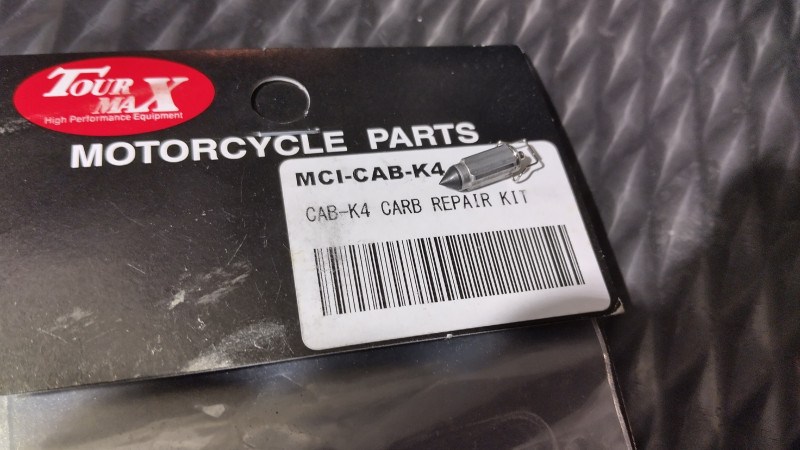 TOUR MAX
High Performance Equipment
MOTORCYCLE PARTS
MCI-CAB-K4
CAB-K4 CARB REPAIR KIT